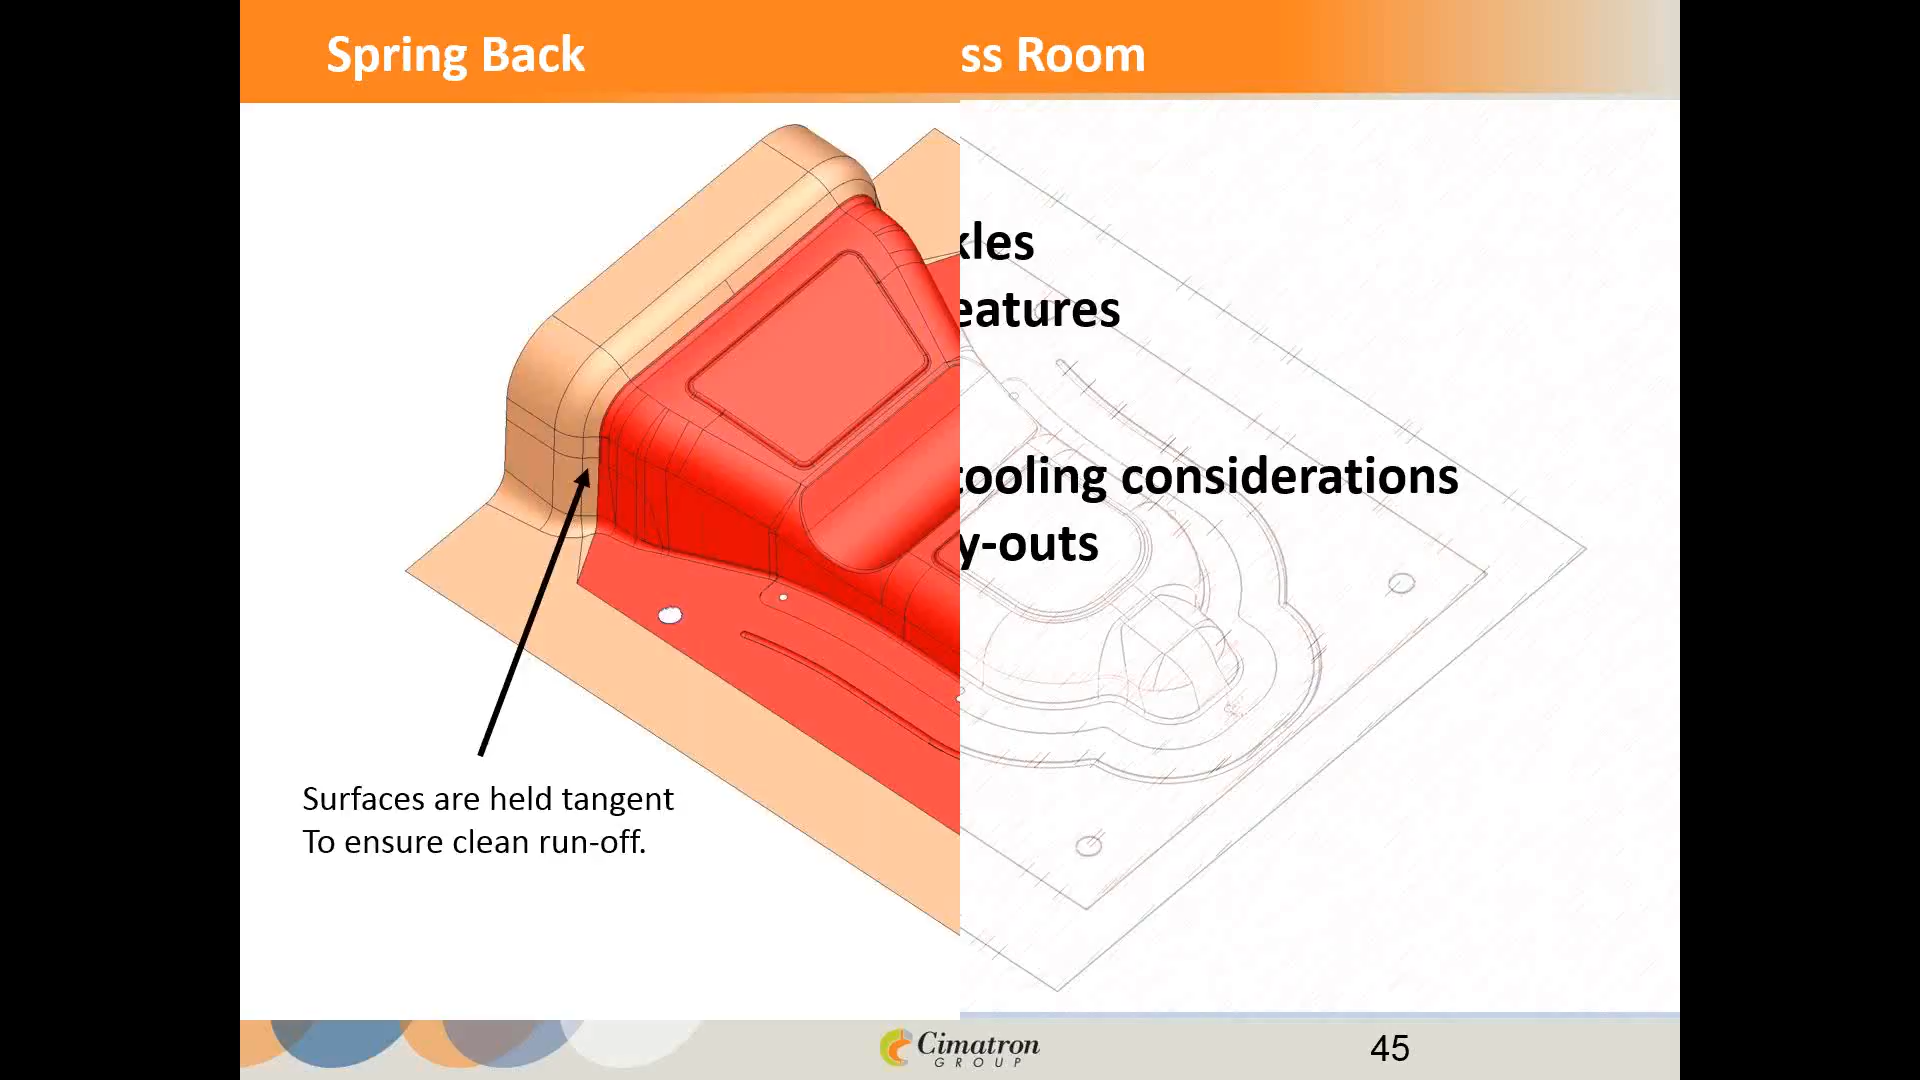 Spring Back
ss Room
kles
eatures
tooling considerations
y-outs
Surfaces are held tangent
To ensure clean run-off.
Cimatron
GROUP
45